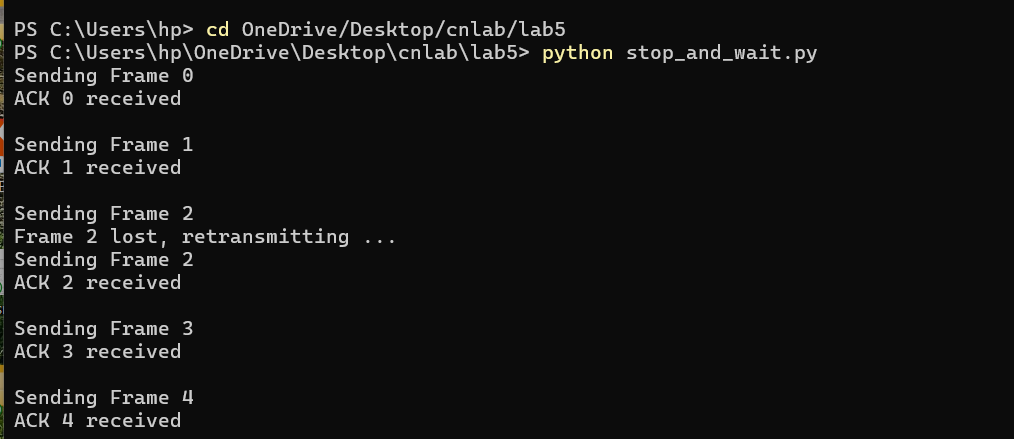 PS C:\Users\hp> cd OneDrive/Desktop/cnlab/lab5
PS C:\Users\hp\OneDrive\Desktop\cnlab\lab5> python stop_and_wait.py
Sending Frame 0
ACK 0 received
Sending Frame 1
ACK 1 received
Sending Frame 2
Frame 2 lost, retransmitting ...
Sending Frame 2
ACK 2 received
Sending Frame 3
ACK 3 received
Sending Frame 4
ACK 4 received